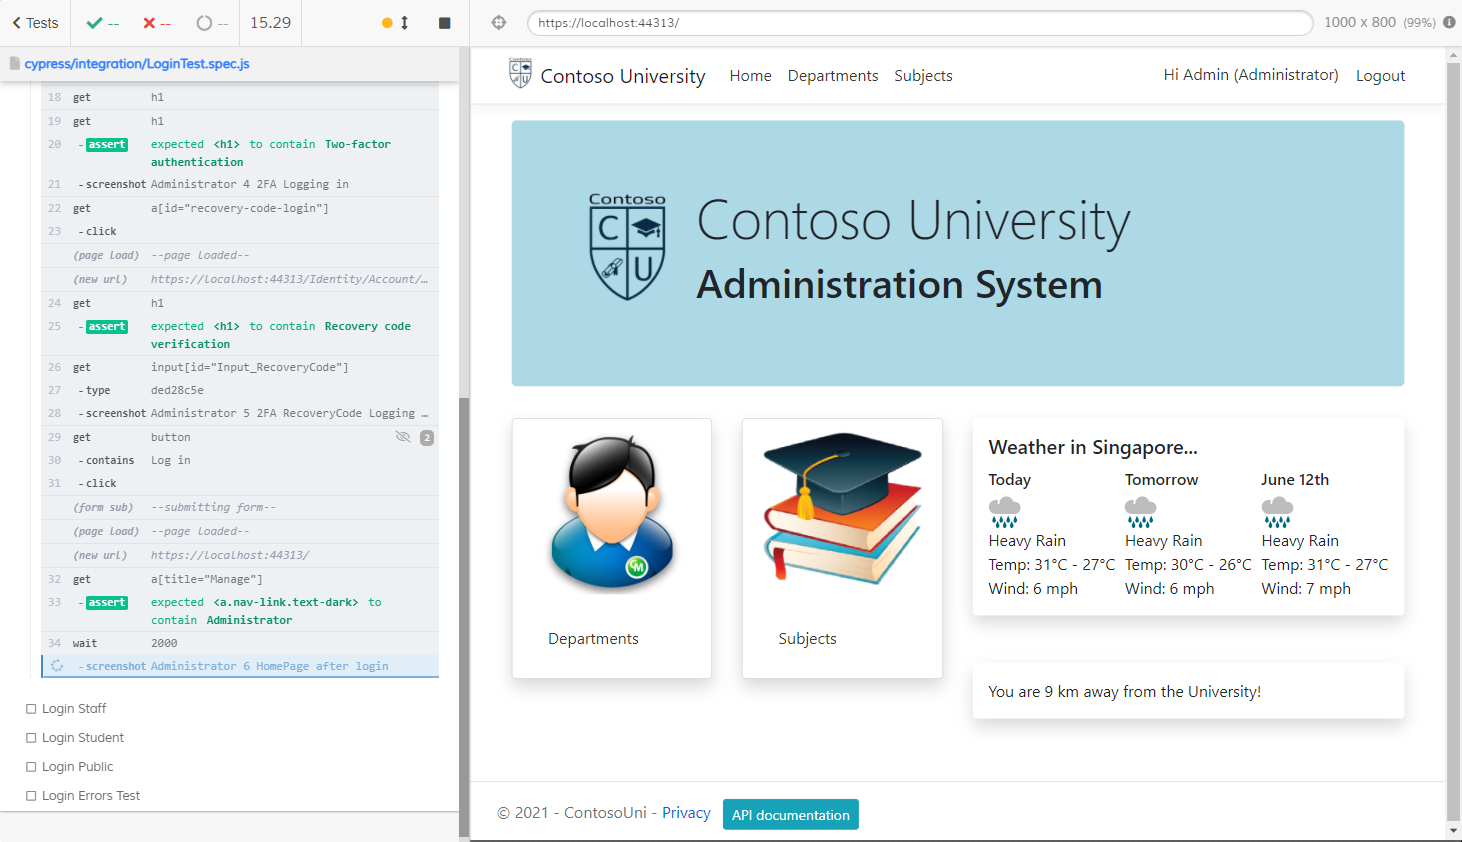 Tests
--
--
--
15.29
https://localhost:44313/
1000 x 800 (99%)
cypress/integration/LoginTest.spec.js
18 get h1
19 get h1
20 - assert expected <h1> to contain Two-factor
authentication
21 - screenshot Administrator 4 2FA Logging in
22 get a[id="recovery-code-login"]
23 - click
(page load) --page loaded--
(new url) https://localhost:44313/Identity/Account/…
24 get h1
25 - assert expected <h1> to contain Recovery code
verification
26 get input[id="Input_RecoveryCode"]
27 - type ded28c5e
28 - screenshot Administrator 5 2FA RecoveryCode Logging …
29 get button 2
30 - contains Log in
31 - click
(form sub) --submitting form--
(page load) --page loaded--
(new url) https://localhost:44313/
32 get a[title="Manage"]
33 - assert expected <a.nav-link.text-dark> to
contain Administrator
34 wait 2000
- screenshot Administrator 6 HomePage after login
Login Staff
Login Student
Login Public
Login Errors Test
Contoso University Home Departments Subjects Hi Admin (Administrator) Logout
Contoso
C
U
Contoso University
Administration System
Departments
Subjects
Weather in Singapore...
Today Tomorrow June 12th
Heavy Rain Heavy Rain Heavy Rain
Temp: 31°C - 27°C Temp: 30°C - 26°C Temp: 31°C - 27°C
Wind: 6 mph Wind: 6 mph Wind: 7 mph
You are 9 km away from the University!
© 2021 - ContosoUni - Privacy API documentation